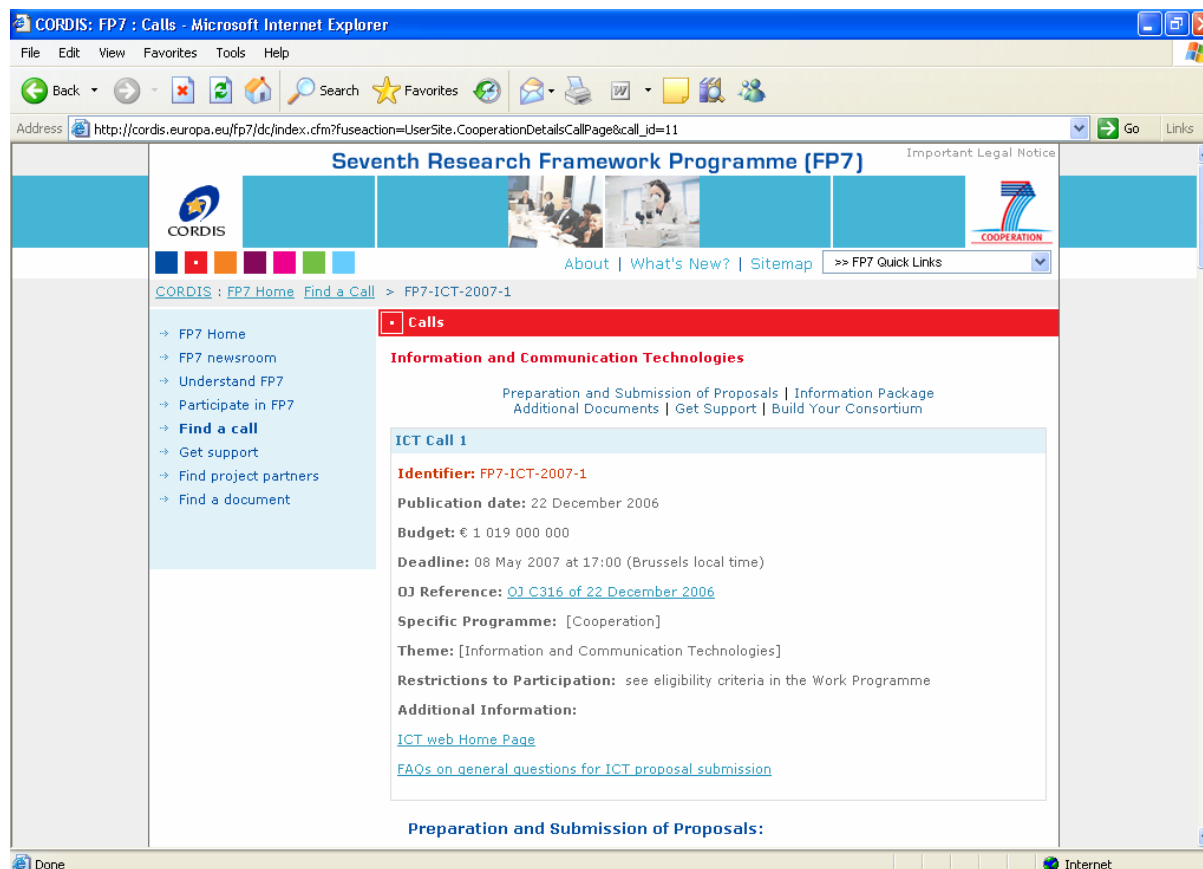 CORDIS: FP7 : Calls - Microsoft Internet Explorer
File Edit View Favorites Tools Help
Back Search Favorites
Address http://cordis.europa.eu/fp7/dc/index.cfm?fuseaction=UserSite.CooperationDetailsCallPage&call_id=11 Go Links
Seventh Research Framework Programme (FP7) Important Legal Notice
CORDIS
7 COOPERATION
About | What's New? | Sitemap >> FP7 Quick Links
CORDIS : FP7 Home Find a Call > FP7-ICT-2007-1
FP7 Home
FP7 newsroom
Understand FP7
Participate in FP7
Find a call
Get support
Find project partners
Find a document
Calls
Information and Communication Technologies
Preparation and Submission of Proposals | Information Package
Additional Documents | Get Support | Build Your Consortium
ICT Call 1
Identifier: FP7-ICT-2007-1
Publication date: 22 December 2006
Budget: € 1 019 000 000
Deadline: 08 May 2007 at 17:00 (Brussels local time)
OJ Reference: OJ C316 of 22 December 2006
Specific Programme: [Cooperation]
Theme: [Information and Communication Technologies]
Restrictions to Participation: see eligibility criteria in the Work Programme
Additional Information:
ICT web Home Page
FAQs on general questions for ICT proposal submission
Preparation and Submission of Proposals:
Done Internet